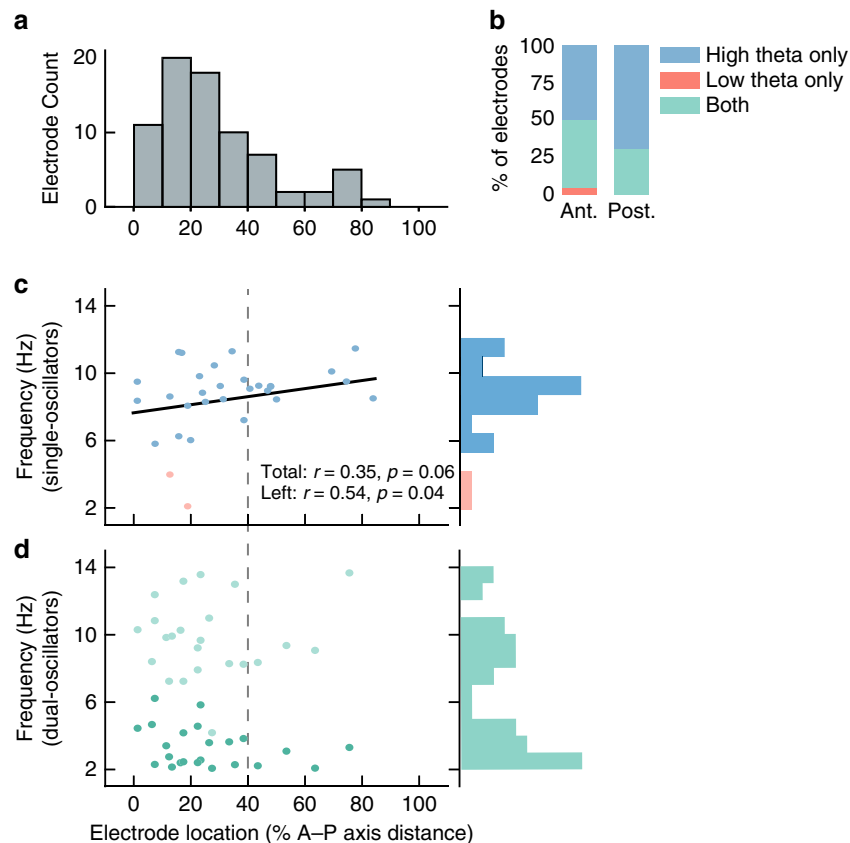 a
Electrode Count
20
10
0
0 20 40 60 80 100
b
% of electrodes
100
75
50
25
0
Ant. Post.
High theta only
Low theta only
Both
c
Frequency (Hz)
(single-oscillators)
14
10
6
2
Total: r = 0.35, p = 0.06
Left: r = 0.54, p = 0.04
d
Frequency (Hz)
(dual-oscillators)
14
10
6
2
0 20 40 60 80 100
Electrode location (% A–P axis distance)